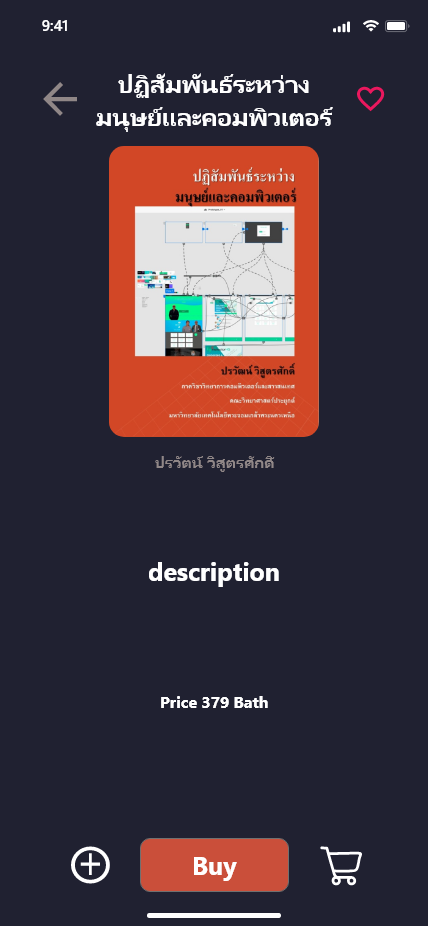 9:41
ปฏิสัมพันธ์ระหว่าง
มนุษย์และคอมพิวเตอร์
ปฏิสัมพันธ์ระหว่าง
มนุษย์และคอมพิวเตอร์
ปรวัฒน์ วิสูตรศักดิ์
ภาควิชาวิทยาการคอมพิวเตอร์และสารสนเทศ
คณะวิทยาศาสตร์ประยุกต์
มหาวิทยาลัยเทคโนโลยีพระจอมเกล้าพระนครเหนือ
ปรวัตน์ วิสูตรศักดิ์
description
Price 379 Bath
Buy